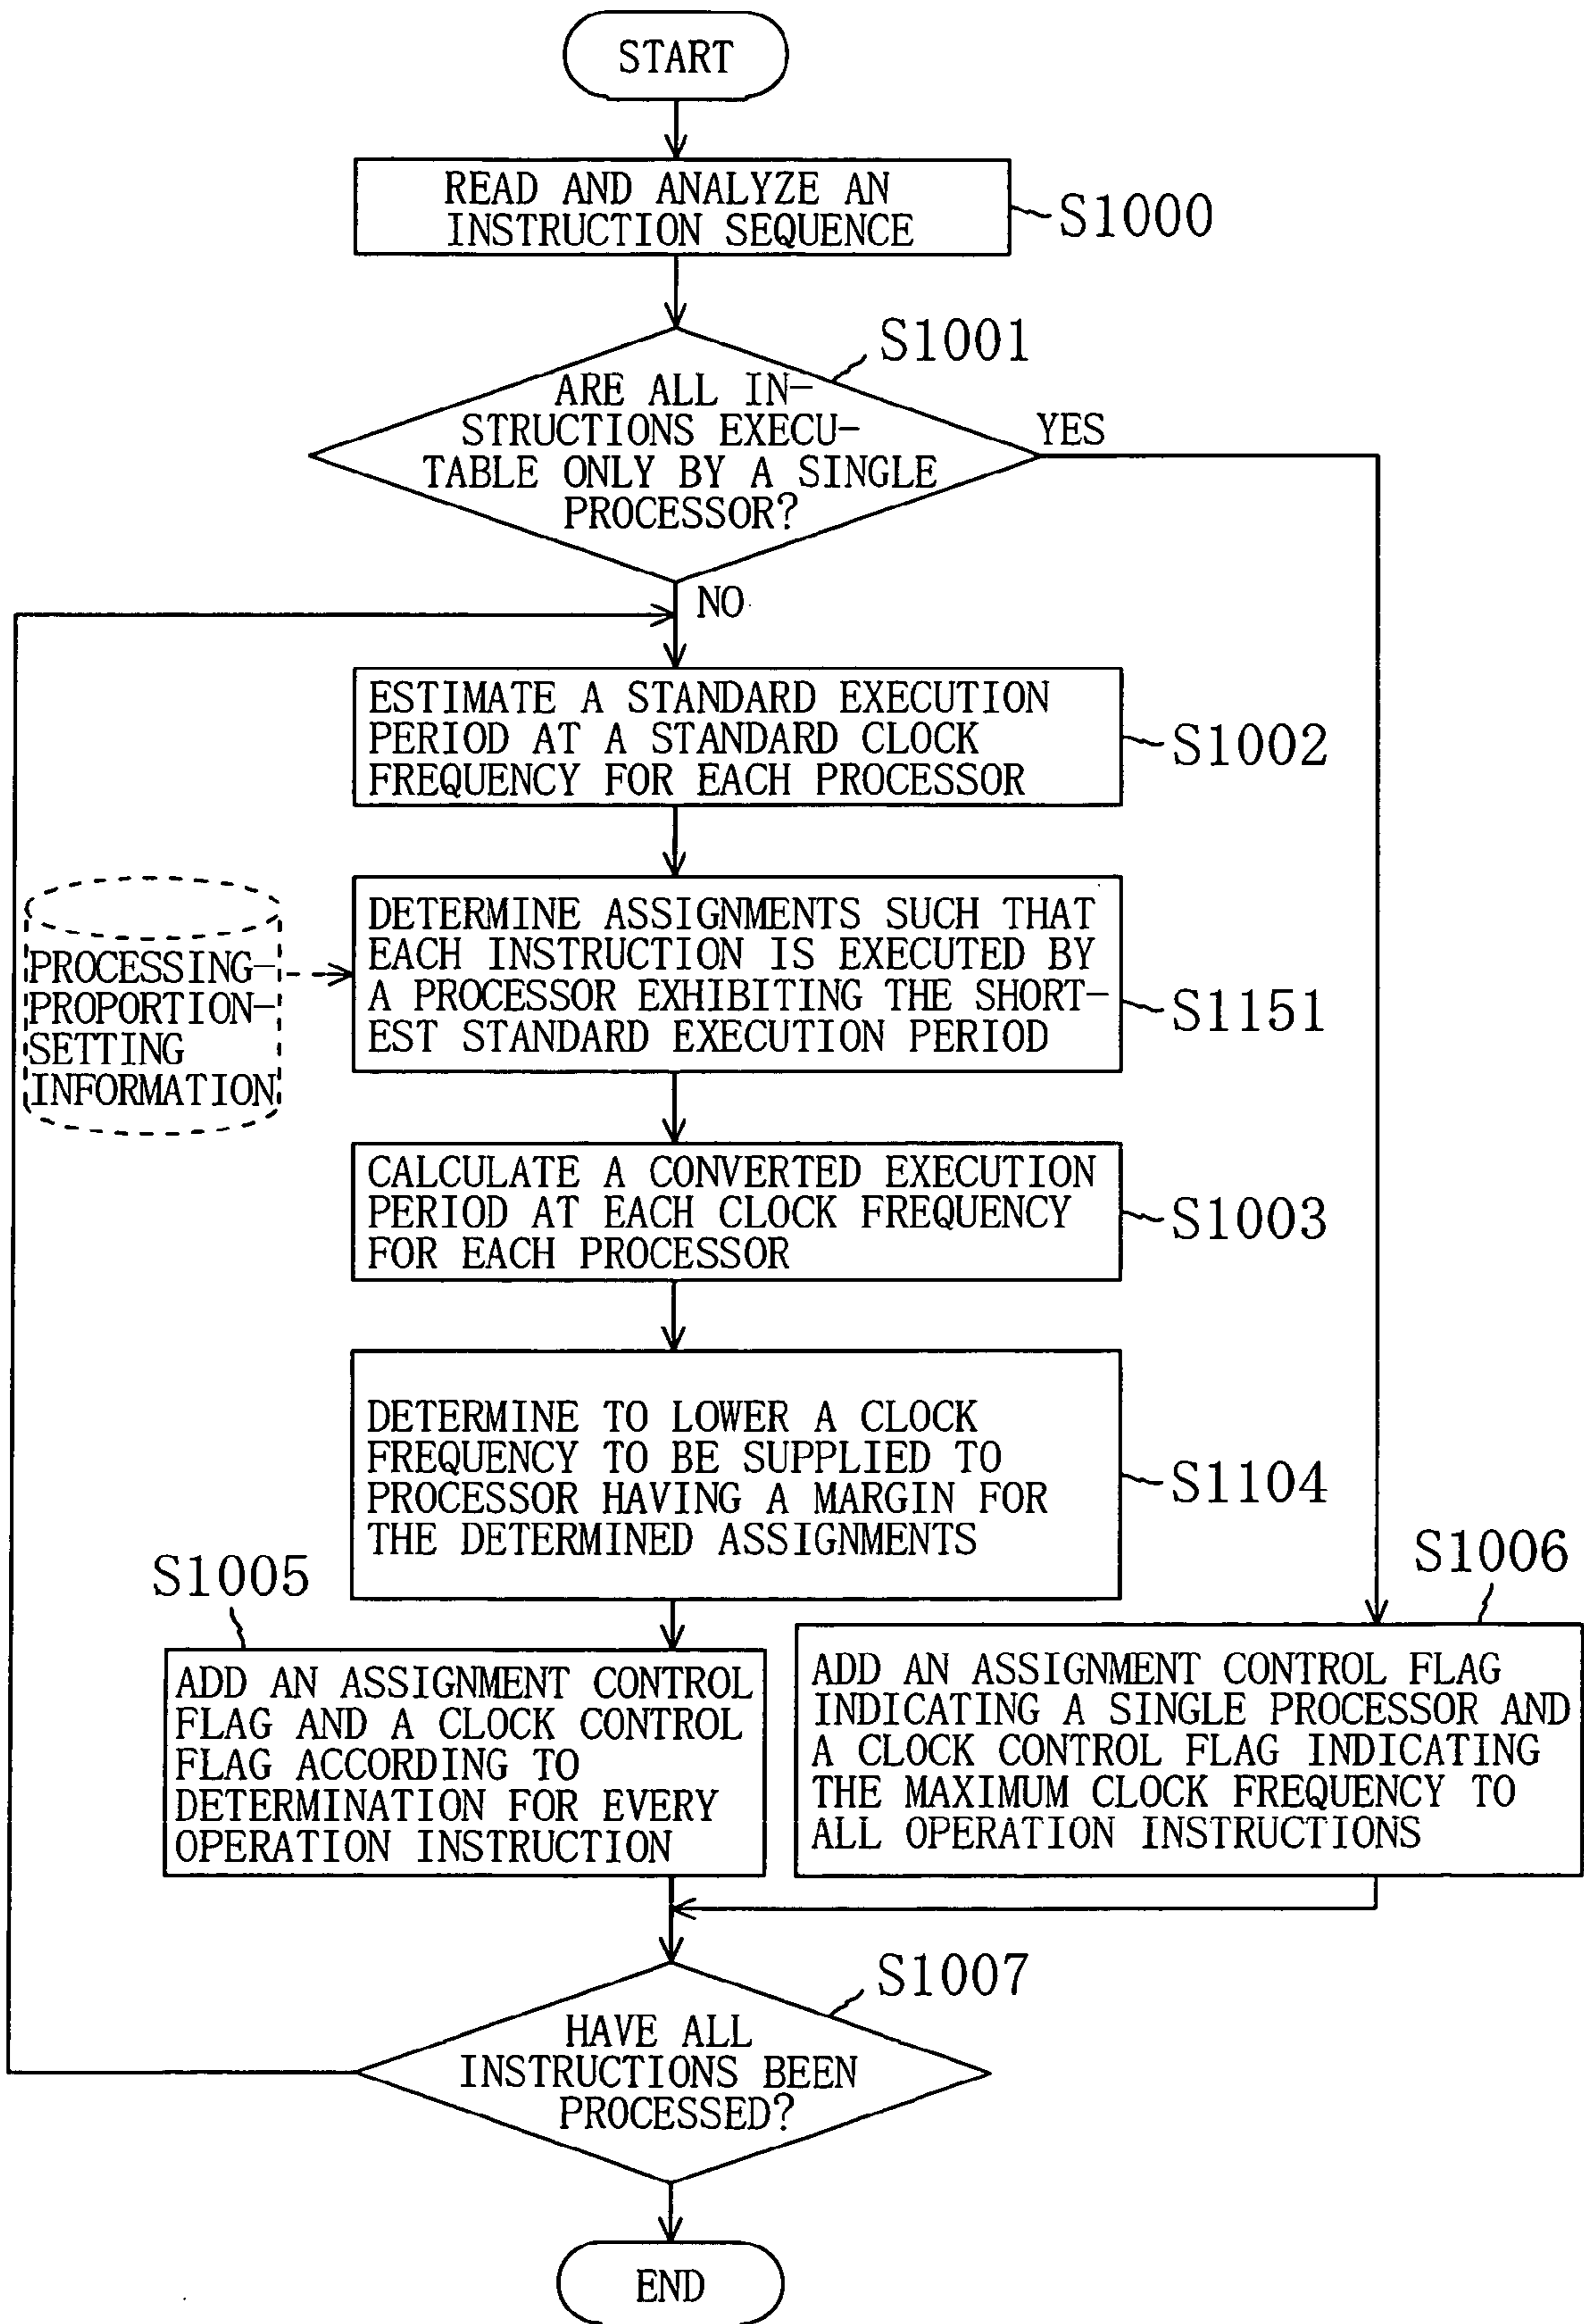 START
READ AND ANALYZE AN
INSTRUCTION SEQUENCE
S1000
S1001
ARE ALL IN-
STRUCTIONS EXECU-
TABLE ONLY BY A SINGLE
PROCESSOR?
YES
NO
ESTIMATE A STANDARD EXECUTION
PERIOD AT A STANDARD CLOCK
FREQUENCY FOR EACH PROCESSOR
S1002
PROCESSING-
PROPORTION-
SETTING
INFORMATION
DETERMINE ASSIGNMENTS SUCH THAT
EACH INSTRUCTION IS EXECUTED BY
A PROCESSOR EXHIBITING THE SHORT-
EST STANDARD EXECUTION PERIOD
S1151
CALCULATE A CONVERTED EXECUTION
PERIOD AT EACH CLOCK FREQUENCY
FOR EACH PROCESSOR
S1003
DETERMINE TO LOWER A CLOCK
FREQUENCY TO BE SUPPLIED TO
PROCESSOR HAVING A MARGIN FOR
THE DETERMINED ASSIGNMENTS
S1104
S1005
ADD AN ASSIGNMENT CONTROL
FLAG AND A CLOCK CONTROL
FLAG ACCORDING TO
DETERMINATION FOR EVERY
OPERATION INSTRUCTION
S1006
ADD AN ASSIGNMENT CONTROL FLAG
INDICATING A SINGLE PROCESSOR AND
A CLOCK CONTROL FLAG INDICATING
THE MAXIMUM CLOCK FREQUENCY TO
ALL OPERATION INSTRUCTIONS
S1007
HAVE ALL
INSTRUCTIONS BEEN
PROCESSED?
END